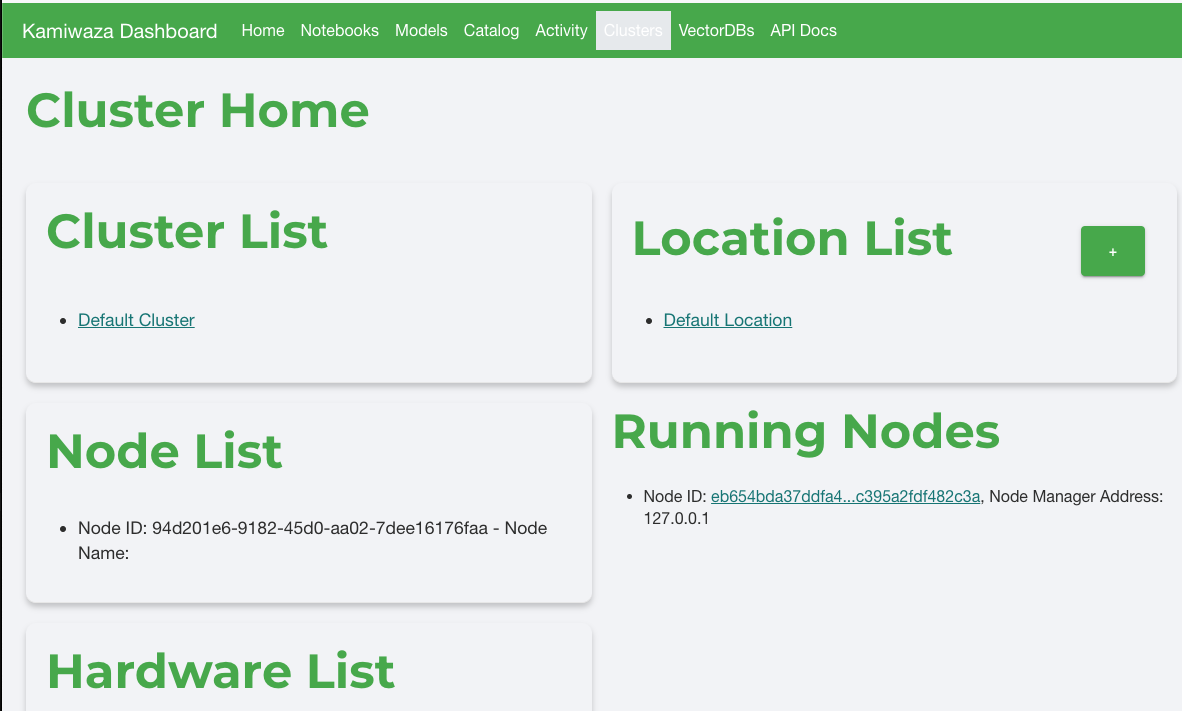 Kamiwaza Dashboard Home Notebooks Models Catalog Activity Clusters VectorDBs API Docs
Cluster Home
Cluster List
Default Cluster
Location List
+
Default Location
Node List
Node ID: 94d201e6-9182-45d0-aa02-7dee16176faa - Node
Name:
Running Nodes
Node ID: eb654bda37ddfa4...c395a2fdf482c3a, Node Manager Address:
127.0.0.1
Hardware List